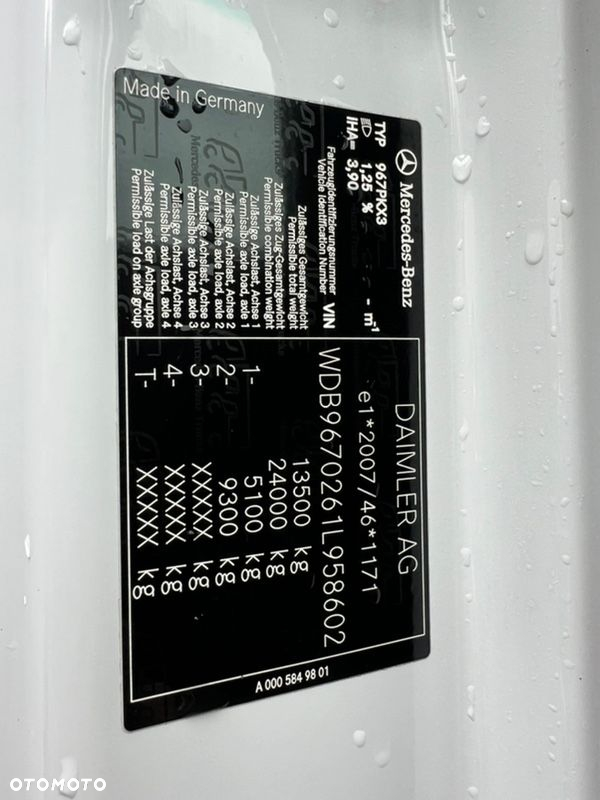 Mercedes-Benz
TYP 967PKX3
1,25 % - m-1
IHA= 3,90
DAIMLER AG
e1*2007/46*1171
Fahrzeugidentifizierungsnummer
Vehicle Identification Number VIN
WDB9670261L958602
Zulässiges Gesamtgewicht
Permissible total weight
13500 kg
Zulässiges Zug-Gesamtgewicht
Permissible combination weight
24000 kg
Zulässige Achslast, Achse 1
Permissible axle load, axle 1
1- 5100 kg
Zulässige Achslast, Achse 2
Permissible axle load, axle 2
2- 9300 kg
Zulässige Achslast, Achse 3
Permissible axle load, axle 3
3- XXXXX kg
Zulässige Achslast, Achse 4
Permissible axle load, axle 4
4- XXXXX kg
Zulässige Last der Achsgruppe
Permissible load on axle group
T- XXXXX kg
Made in Germany
A 000 584 98 01
OTOMOTO